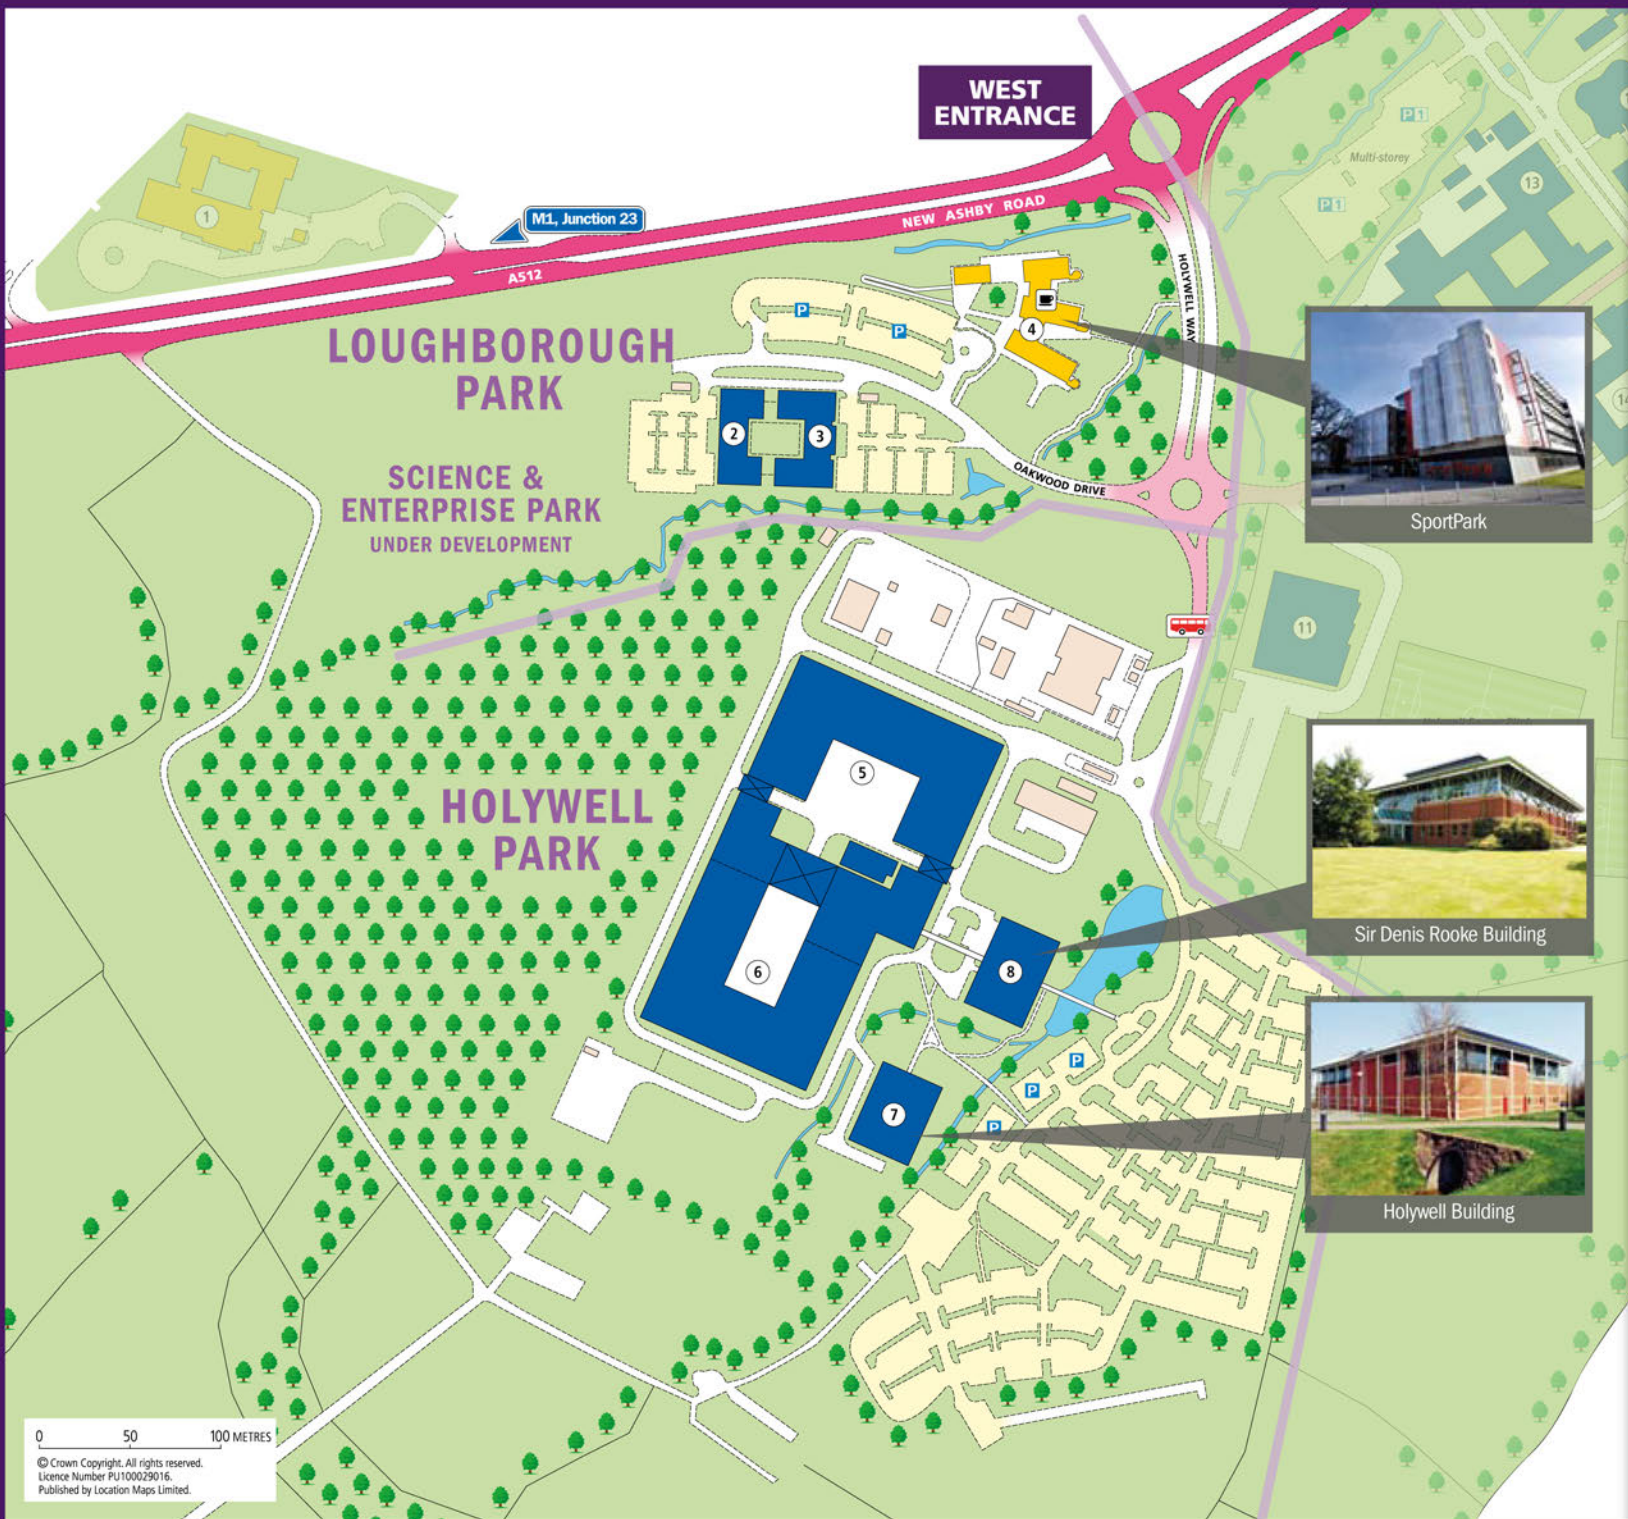 WEST
ENTRANCE
P 1
Multi-storey
P 1
13
1
M1, Junction 23
NEW ASHBY ROAD
A512
HOLYWELL WAY
P
P
4
LOUGHBOROUGH
PARK
2
3
SCIENCE &
ENTERPRISE PARK
UNDER DEVELOPMENT
OAKWOOD DRIVE
SportPark
11
5
HOLYWELL
PARK
6
8
Sir Denis Rooke Building
P
P
P
7
Holywell Building
0 50 100 METRES
© Crown Copyright. All rights reserved.
Licence Number PU100029016.
Published by Location Maps Limited.